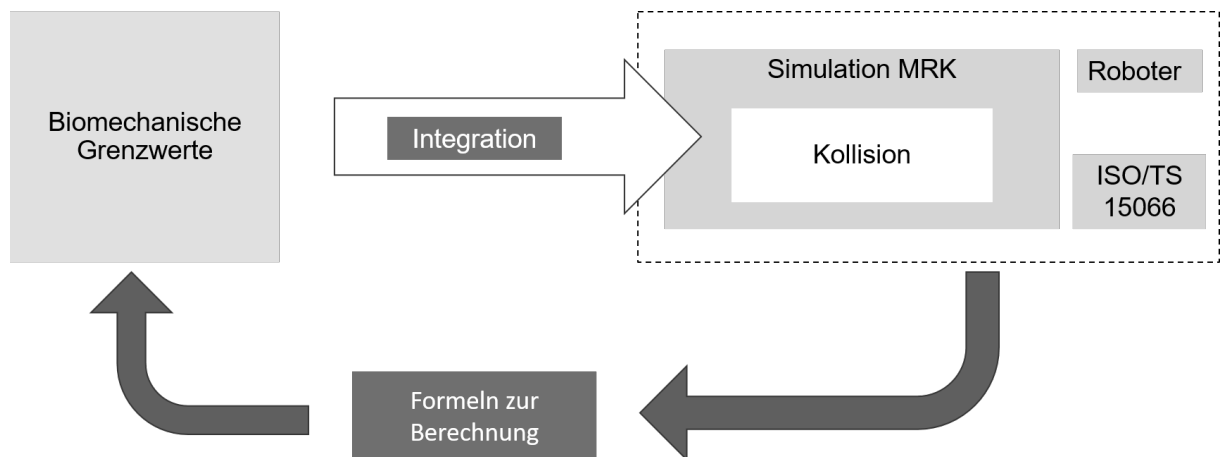 Biomechanische
Grenzwerte
Integration
Simulation MRK
Kollision
Roboter
ISO/TS
15066
Formeln zur
Berechnung